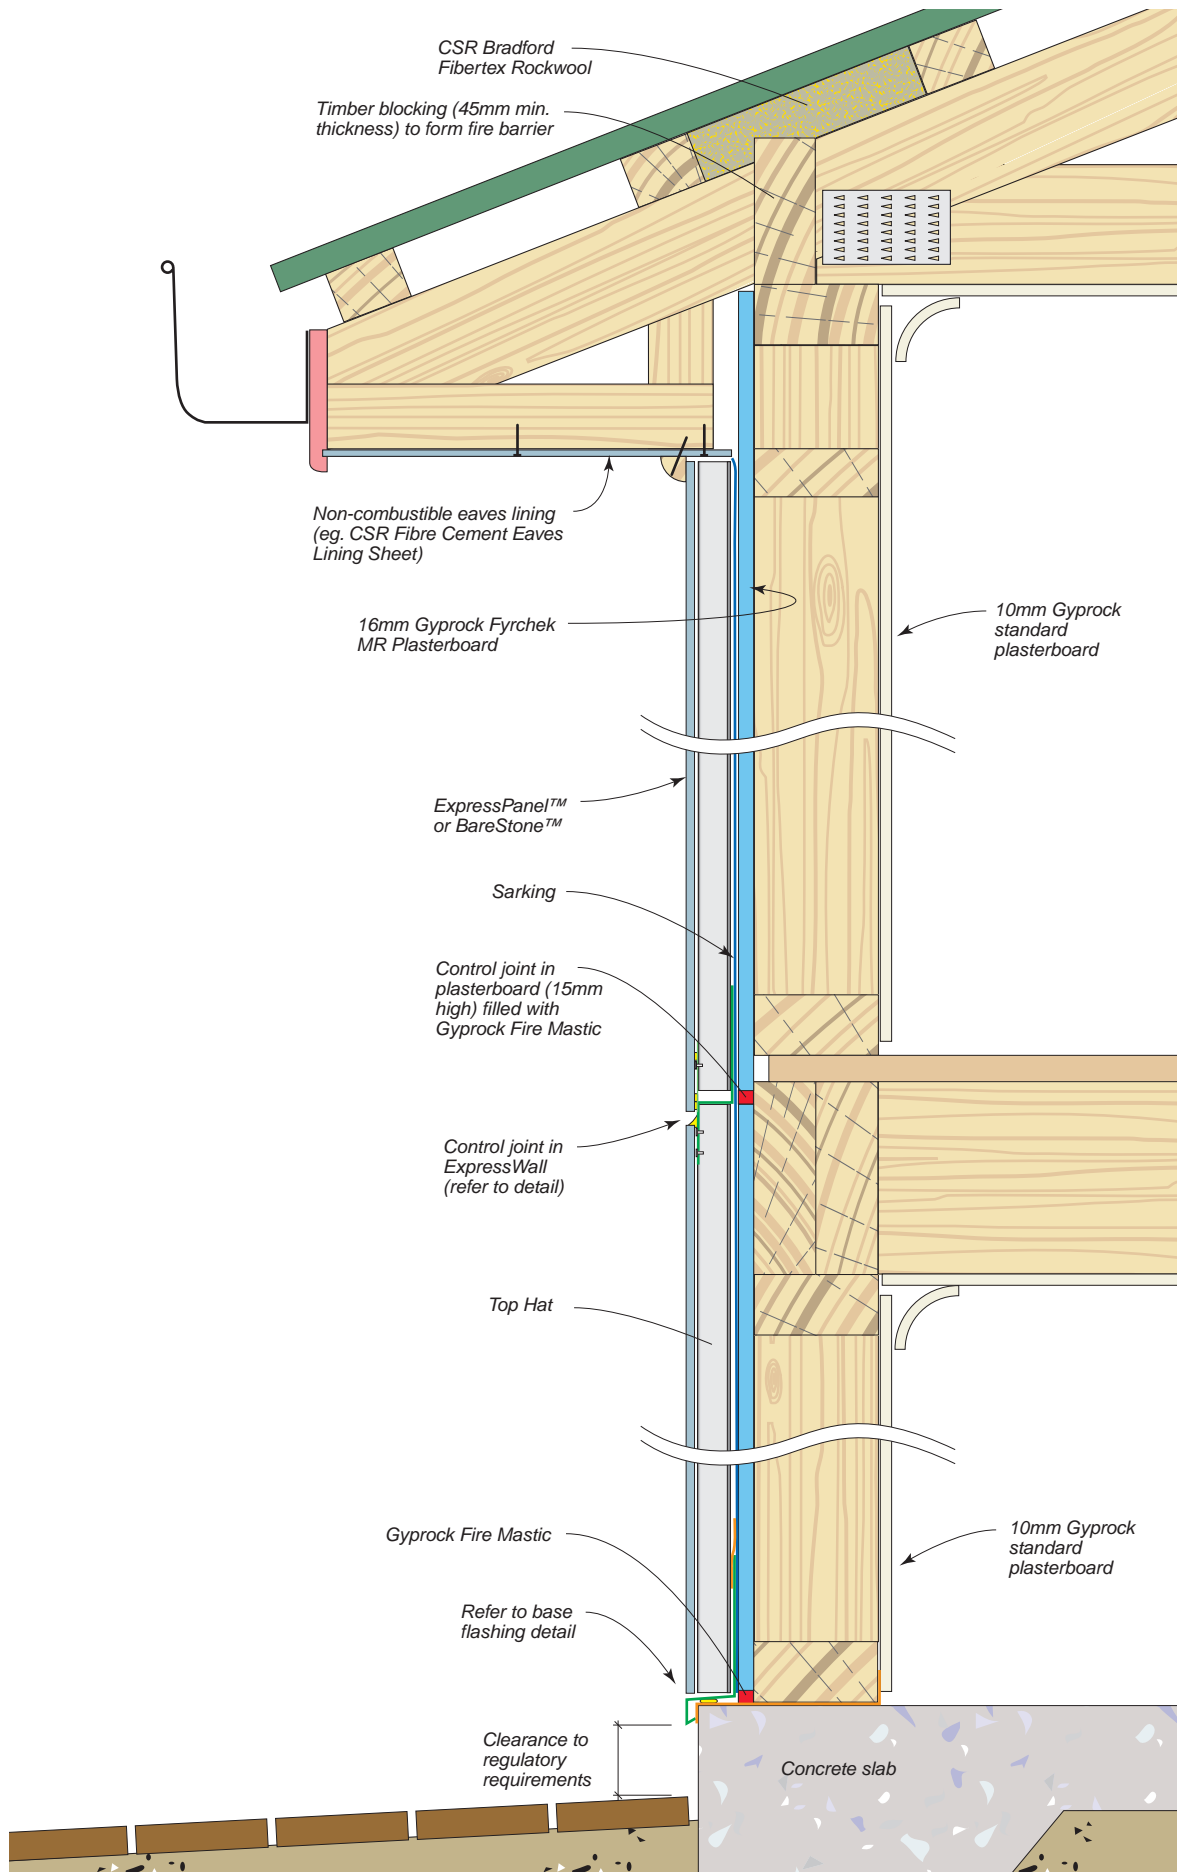 CSR Bradford
Fibertex Rockwool
Timber blocking (45mm min.
thickness) to form fire barrier
Non-combustible eaves lining
(eg. CSR Fibre Cement Eaves
Lining Sheet)
16mm Gyprock Fyrchek
MR Plasterboard
10mm Gyprock
standard
plasterboard
ExpressPanel™
or BareStone™
Sarking
Control joint in
plasterboard (15mm
high) filled with
Gyprock Fire Mastic
Control joint in
ExpressWall
(refer to detail)
Top Hat
Gyprock Fire Mastic
10mm Gyprock
standard
plasterboard
Refer to base
flashing detail
Clearance to
regulatory
requirements
Concrete slab